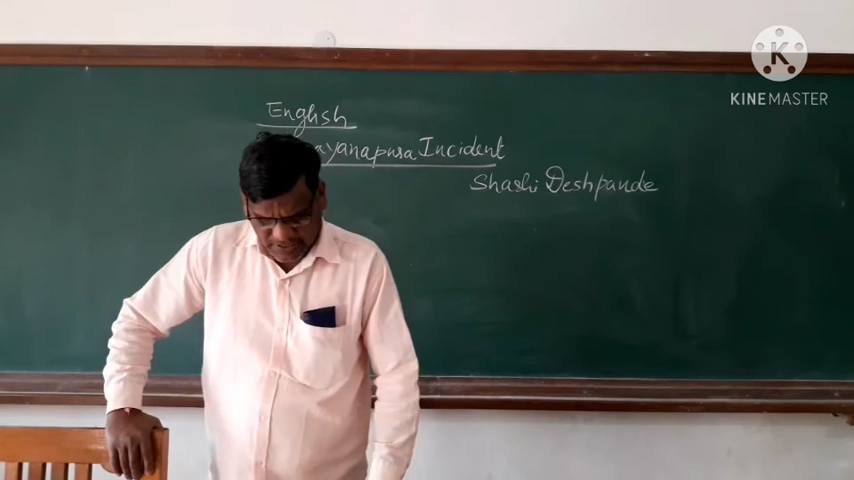 English
ayanapura Incident
Shashi Deshpande
KINEMASTER